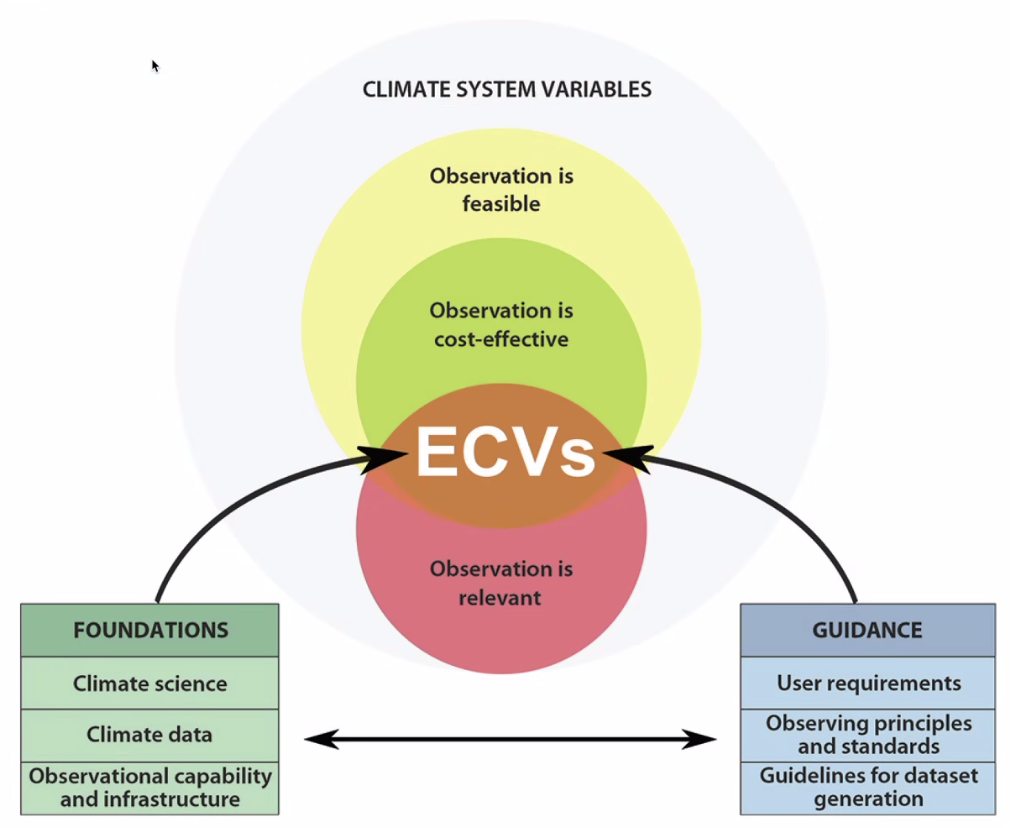 CLIMATE SYSTEM VARIABLES
Observation is
feasible
Observation is
cost-effective
ECVs
Observation is
relevant
FOUNDATIONS
Climate science
Climate data
Observational capability
and infrastructure
GUIDANCE
User requirements
Observing principles
and standards
Guidelines for dataset
generation